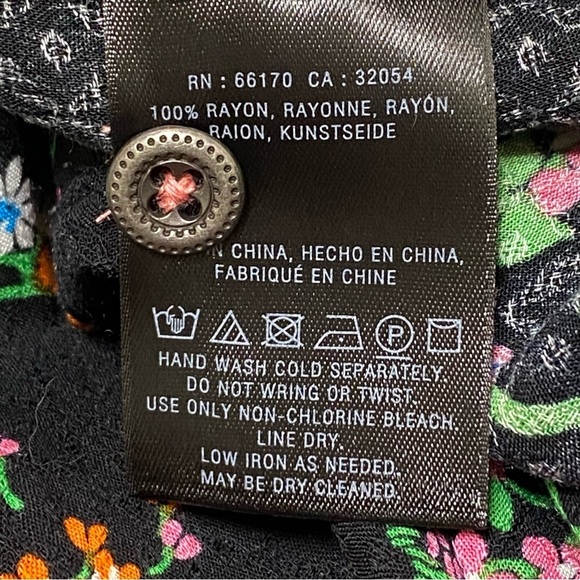 RN : 66170 CA : 32054
100% RAYON, RAYONNE, RAYÓN,
RAION, KUNSTSEIDE
IN CHINA, HECHO EN CHINA,
FABRIQUÉ EN CHINE
P
HAND WASH COLD SEPARATELY.
DO NOT WRING OR TWIST.
USE ONLY NON-CHLORINE BLEACH.
LINE DRY.
LOW IRON AS NEEDED.
MAY BE DRY CLEANED.